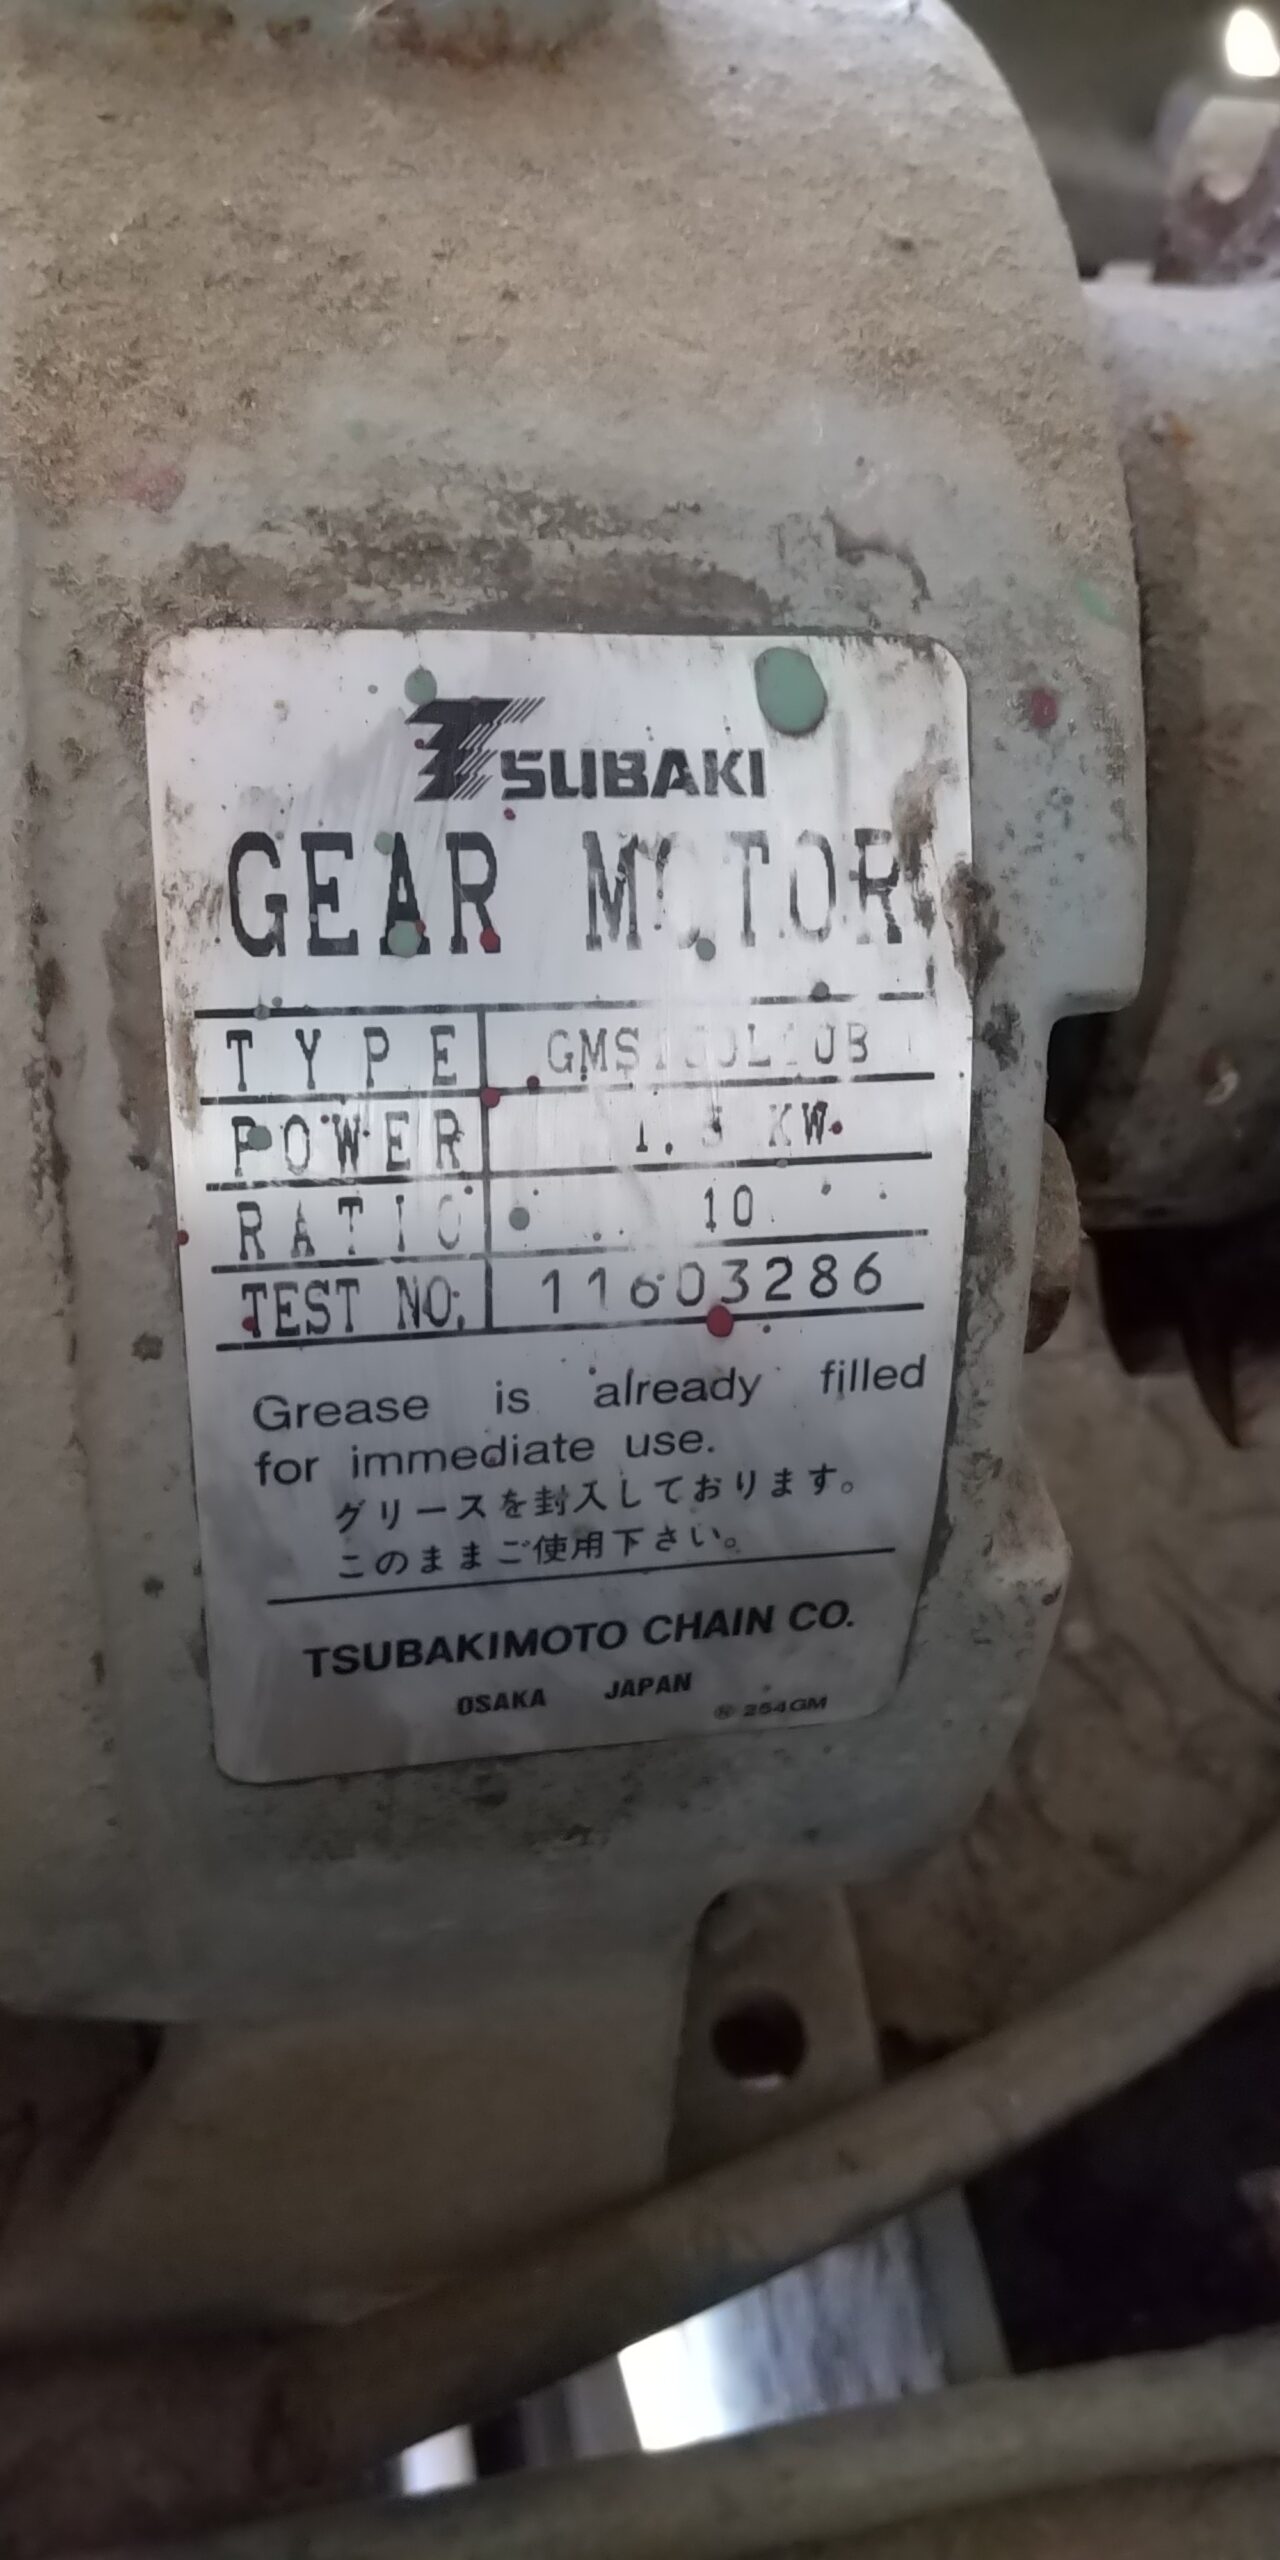 TSUBAKI
GEAR MOTOR
TYPE
POWER KW
RATIO 10
TEST NO. 11603286
Grease is already filled
for immediate use.
グリースを封入しております。
このままご使用下さい。
TSUBAKIMOTO CHAIN CO.
OSAKA JAPAN
Ⓝ 254GM